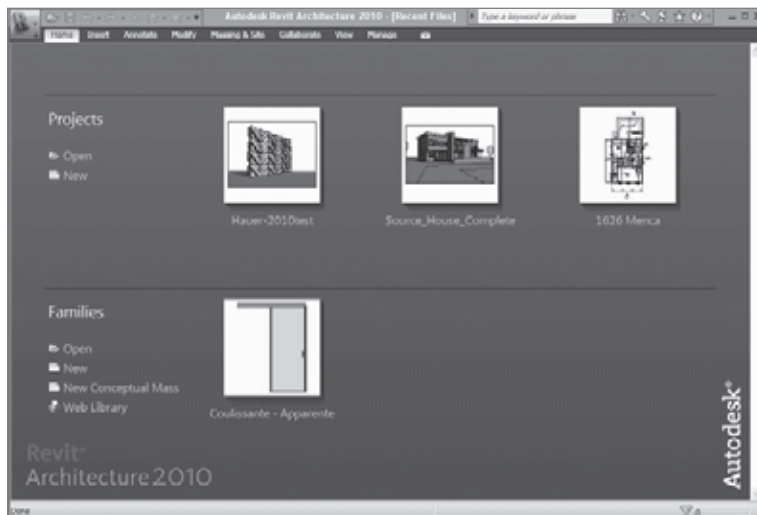 Autodesk Revit Architecture 2010 - [Recent Files] Type a keyword or phrase
Home Insert Annotate Modify Massing & Site Collaborate View Manage
Projects
Open
New
Hauer-2010test
Source_House_Complete
1626 Menca
Families
Open
New
New Conceptual Mass
Web Library
Coulissante - Apparente
Autodesk®
Revit
Architecture 2010
Done